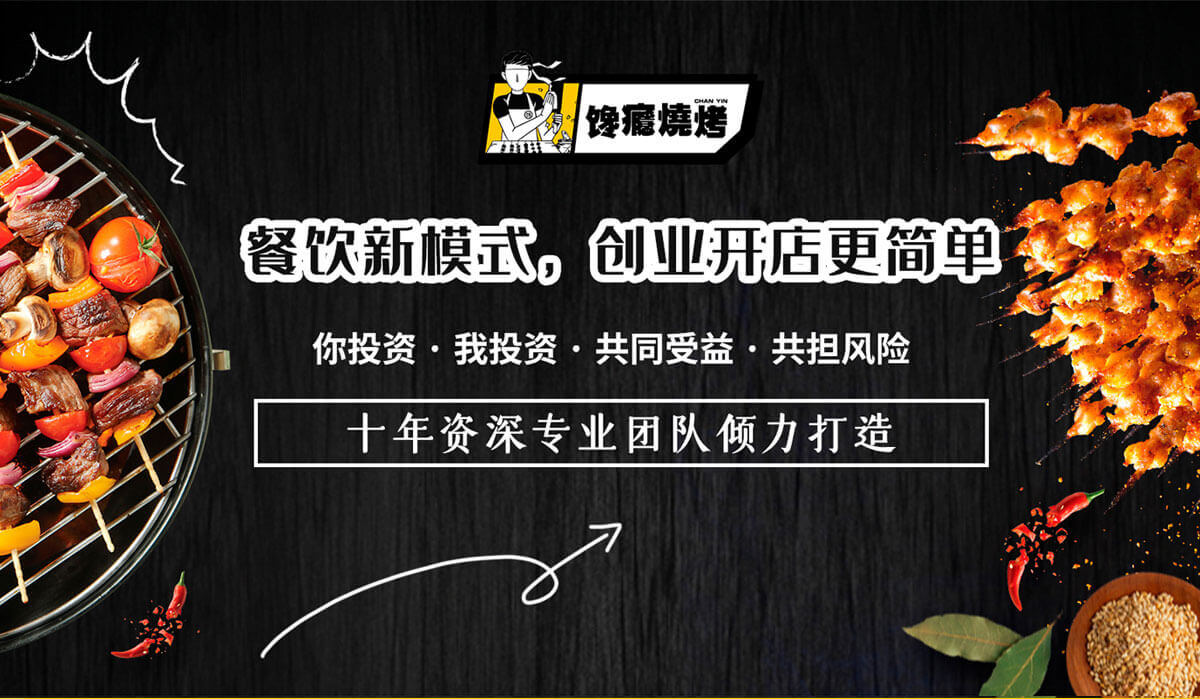 CHAN YIN
馋癮燒烤
餐饮新模式，创业开店更简单
你投资·我投资·共同受益·共担风险
十年资深专业团队倾力打造